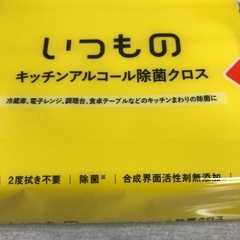 いつもの
キッチンアルコール除菌クロス
冷蔵庫、電子レンジ、調理台、食卓テーブルなどのキッチンまわりの除菌に
2度拭き不要 除菌※ 合成界面活性剤無添加